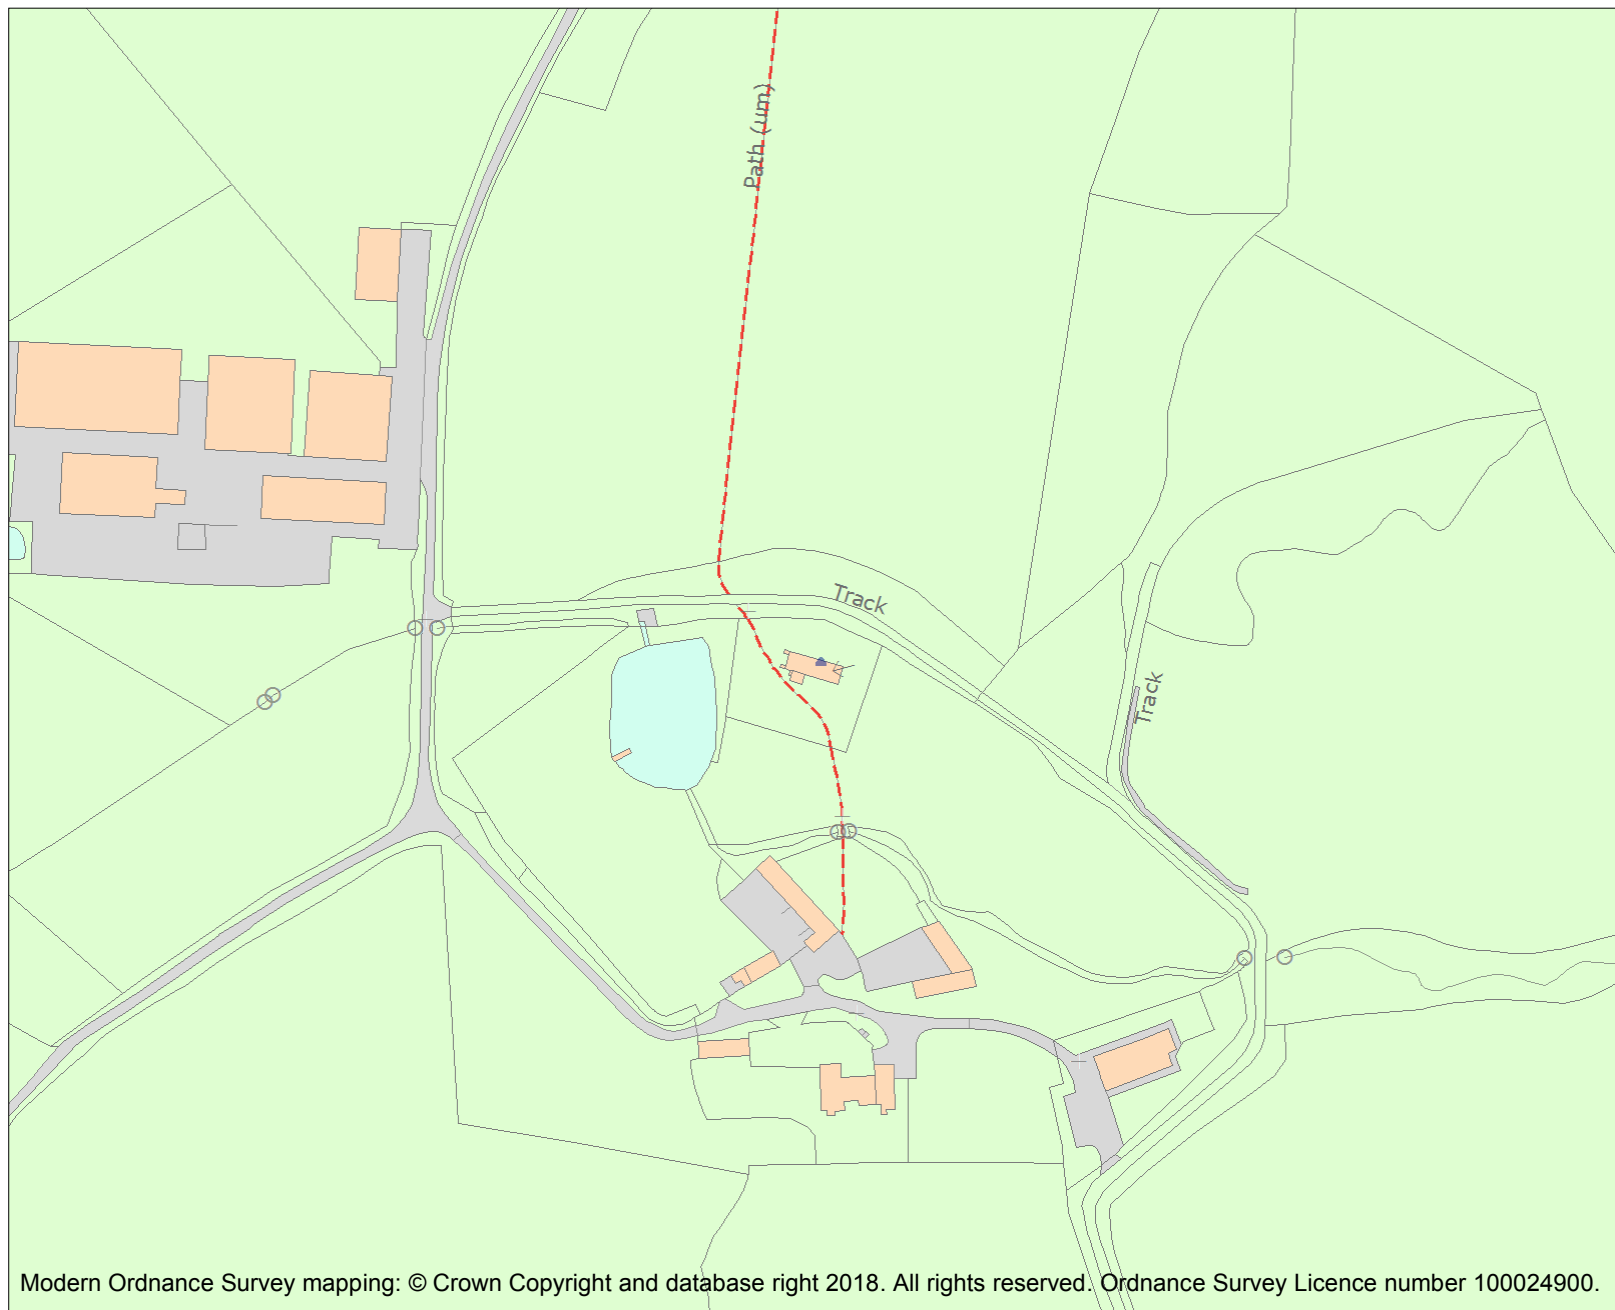 Path (um)
Track
Track
Modern Ordnance Survey mapping: © Crown Copyright and database right 2018. All rights reserved. Ordnance Survey Licence number 100024900.